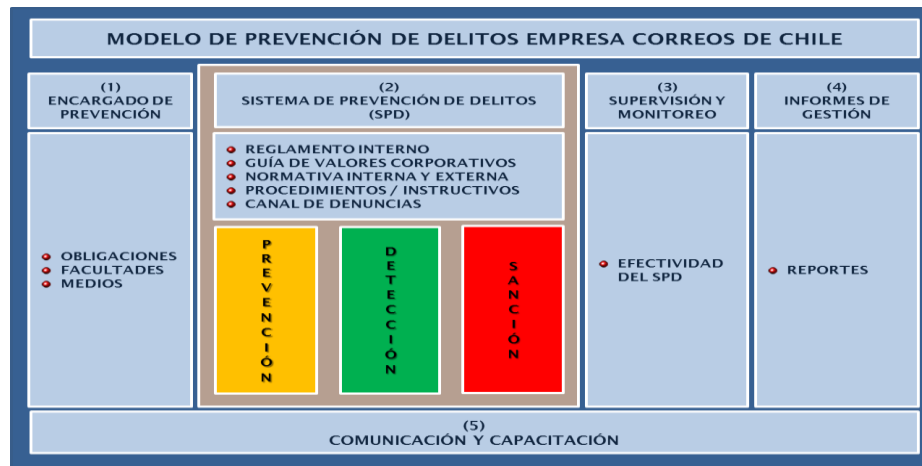 MODELO DE PREVENCIÓN DE DELITOS EMPRESA CORREOS DE CHILE
(1)
ENCARGADO DE
PREVENCIÓN
OBLIGACIONES
FACULTADES
MEDIOS
(2)
SISTEMA DE PREVENCIÓN DE DELITOS
(SPD)
REGLAMENTO INTERNO
GUÍA DE VALORES CORPORATIVOS
NORMATIVA INTERNA Y EXTERNA
PROCEDIMIENTOS / INSTRUCTIVOS
CANAL DE DENUNCIAS
PREVENCIÓN
DETECCIÓN
SANCIÓN
(3)
SUPERVISIÓN Y
MONITOREO
EFECTIVIDAD
DEL SPD
(4)
INFORMES DE
GESTIÓN
REPORTES
(5)
COMUNICACIÓN Y CAPACITACIÓN